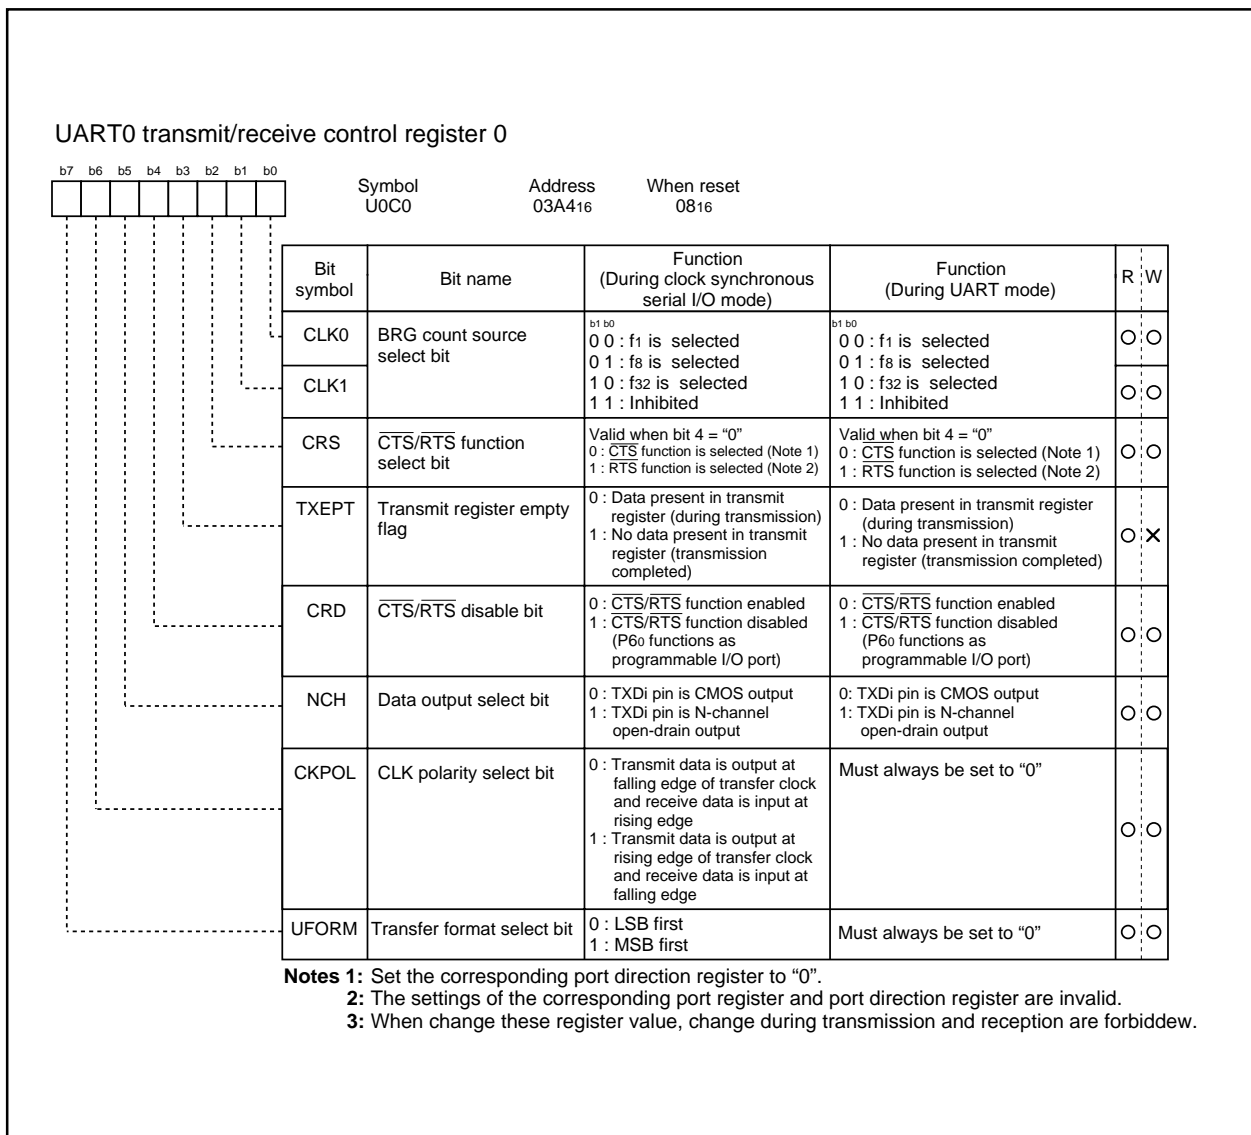 UART0 transmit/receive control register 0
b7 b6 b5 b4 b3 b2 b1 b0
Symbol Address When reset
U0C0 03A416 0816
Bit symbol
Bit name
Function
(During clock synchronous
serial I/O mode)
Function
(During UART mode)
R W
CLK0
CLK1
BRG count source
select bit
b1 b0
0 0 : f1 is selected
0 1 : f8 is selected
1 0 : f32 is selected
1 1 : Inhibited
b1 b0
0 0 : f1 is selected
0 1 : f8 is selected
1 0 : f32 is selected
1 1 : Inhibited
CRS
CTS/RTS function
select bit
Valid when bit 4 = “0”
0 : CTS function is selected (Note 1)
1 : RTS function is selected (Note 2)
Valid when bit 4 = “0”
0 : CTS function is selected (Note 1)
1 : RTS function is selected (Note 2)
TXEPT
Transmit register empty
flag
0 : Data present in transmit
register (during transmission)
1 : No data present in transmit
register (transmission
completed)
0 : Data present in transmit register
(during transmission)
1 : No data present in transmit
register (transmission completed)
CRD
CTS/RTS disable bit
0 : CTS/RTS function enabled
1 : CTS/RTS function disabled
(P60 functions as
programmable I/O port)
0 : CTS/RTS function enabled
1 : CTS/RTS function disabled
(P60 functions as
programmable I/O port)
NCH
Data output select bit
0 : TXDi pin is CMOS output
1 : TXDi pin is N-channel
open-drain output
0: TXDi pin is CMOS output
1: TXDi pin is N-channel
open-drain output
CKPOL
CLK polarity select bit
0 : Transmit data is output at
falling edge of transfer clock
and receive data is input at
rising edge
1 : Transmit data is output at
rising edge of transfer clock
and receive data is input at
falling edge
Must always be set to “0”
UFORM
Transfer format select bit
0 : LSB first
1 : MSB first
Must always be set to “0”
Notes 1: Set the corresponding port direction register to “0”.
2: The settings of the corresponding port register and port direction register are invalid.
3: When change these register value, change during transmission and reception are forbiddew.